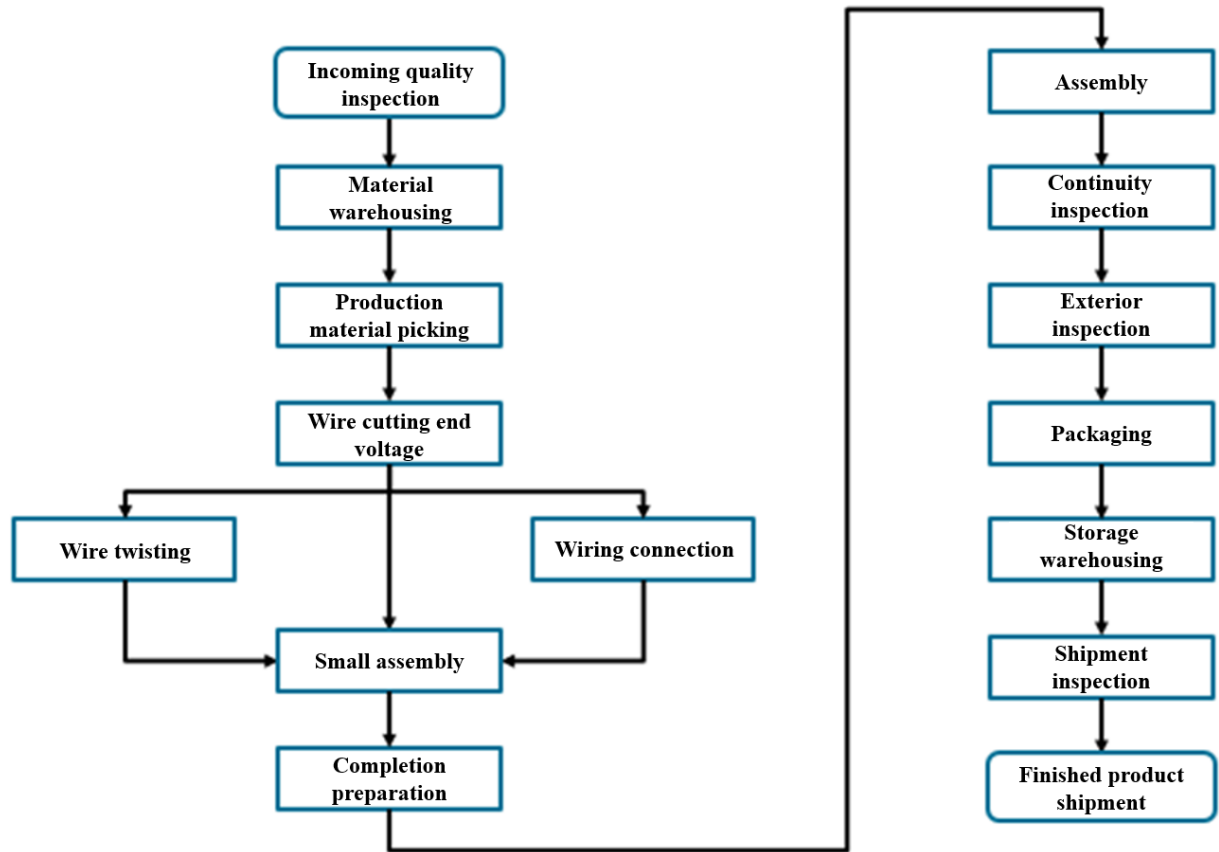 Incoming quality
inspection
Material
warehousing
Production
material picking
Wire cutting end
voltage
Wire twisting
Wiring connection
Small assembly
Completion
preparation
Assembly
Continuity
inspection
Exterior
inspection
Packaging
Storage
warehousing
Shipment
inspection
Finished product
shipment